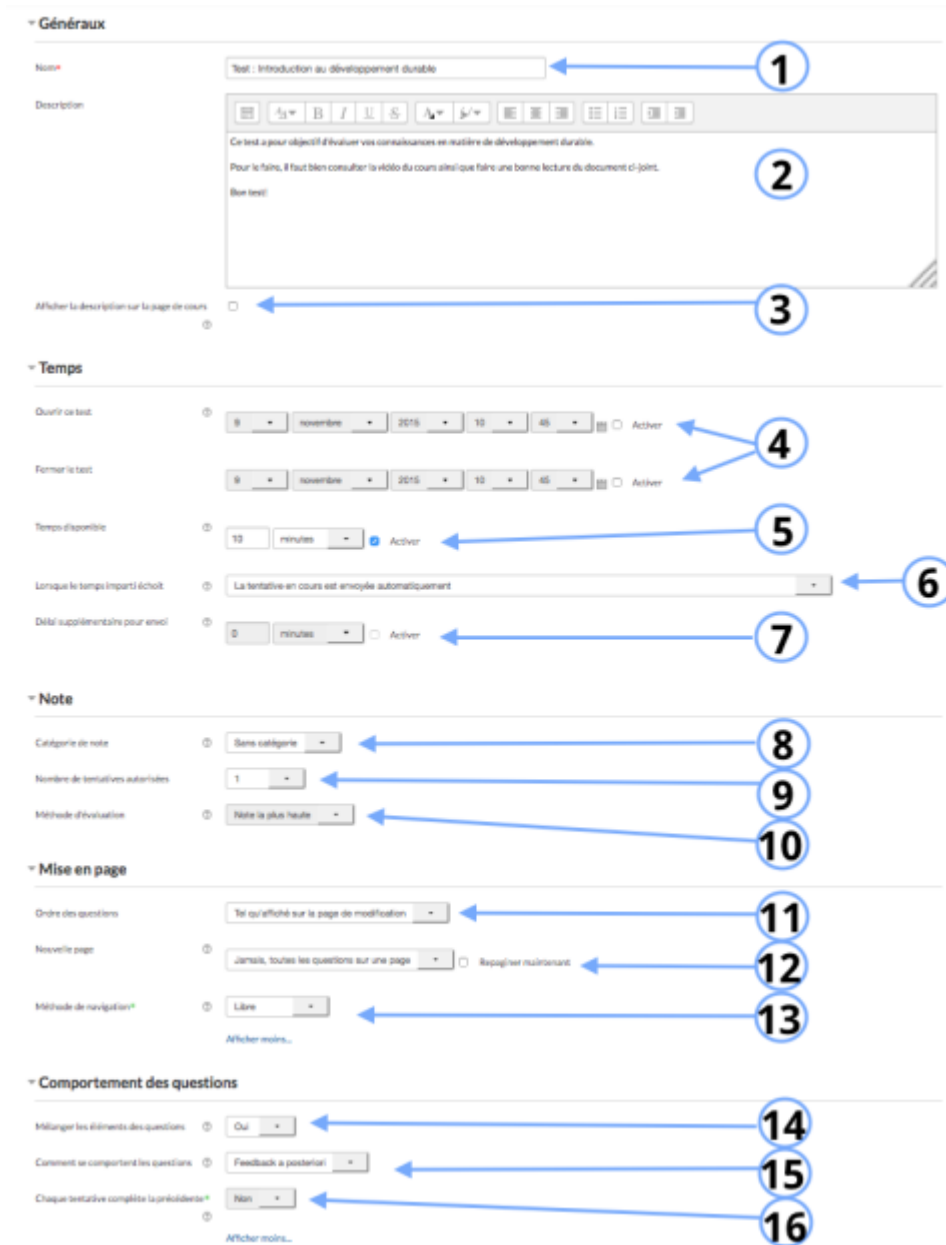 Généraux
Nom*
Test : Introduction au développement durable
1
Description
B I U S
Ce test a pour objectif d'évaluer vos connaissances en matière de développement durable.
Pour le faire, il faut bien consulter la vidéo du cours ainsi que faire une bonne lecture du document ci-joint.
2
Bon test!
Afficher la description sur la page de cours
3
Temps
Ouvrir ce test
9 novembre 2015 10 45 Activer
4
Fermer le test
9 novembre 2015 10 45 Activer
Temps disponible
10 minutes Activer
5
Lorsque le temps imparti échoit
La tentative en cours est envoyée automatiquement
6
Délai supplémentaire pour envoi
0 minutes Activer
7
Note
Catégorie de note
Sans catégorie
8
Nombre de tentatives autorisées
1
9
Méthode d'évaluation
Note la plus haute
10
Mise en page
Ordre des questions
Tel qu'affiché sur la page de modification
11
Nouvelle page
Jamais, toutes les questions sur une page
Repaginer maintenant
12
Méthode de navigation*
Libre
13
Afficher moins...
Comportement des questions
Mélanger les éléments des questions
Oui
14
Comment se comportent les questions
Feedback a posteriori
15
Chaque tentative complète la précédente*
Non
16
Afficher moins...